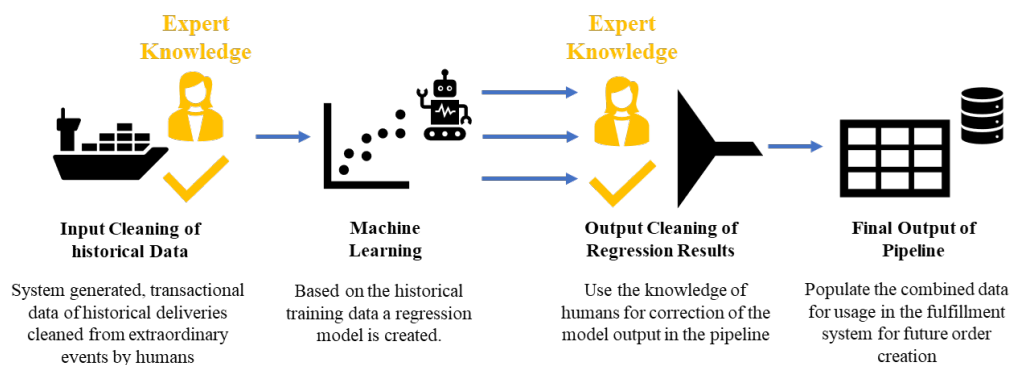 Expert
Knowledge
Expert
Knowledge
Input Cleaning of
historical Data
System generated, transactional
data of historical deliveries
cleaned from extraordinary
events by humans
Machine
Learning
Based on the historical
training data a regression
model is created.
Output Cleaning of
Regression Results
Use the knowledge of
humans for correction of the
model output in the pipeline
Final Output of
Pipeline
Populate the combined data
for usage in the fulfillment
system for future order
creation